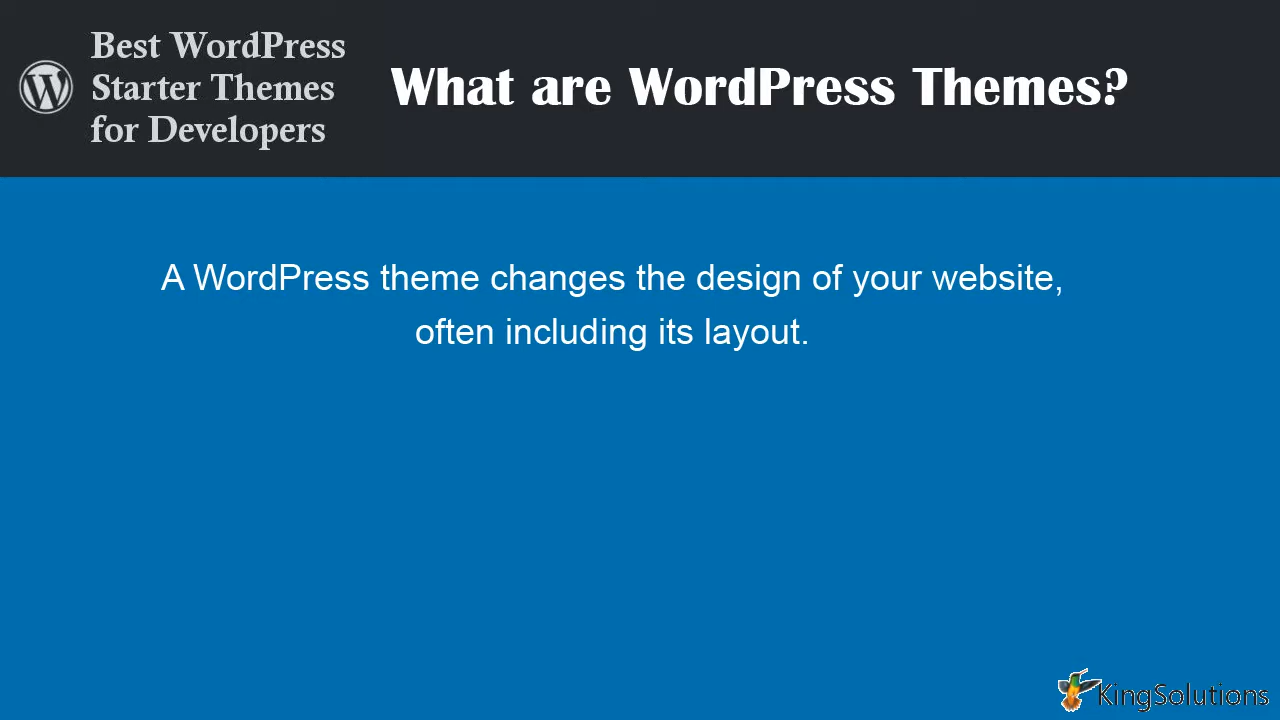 Best WordPress
Starter Themes
for Developers
What are WordPress Themes?
A WordPress theme changes the design of your website,
often including its layout.
KingSolutions